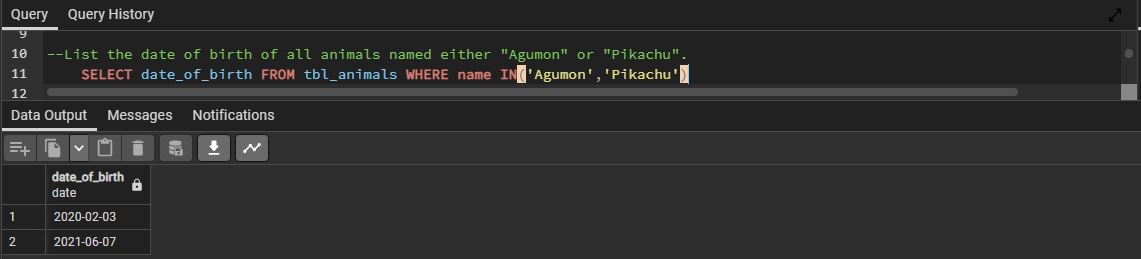 Query Query History
9
10 --List the date of birth of all animals named either "Agumon" or "Pikachu".
11 SELECT date_of_birth FROM tbl_animals WHERE name IN('Agumon','Pikachu')
12
Data Output Messages Notifications
date_of_birth
date
1 2020-02-03
2 2021-06-07